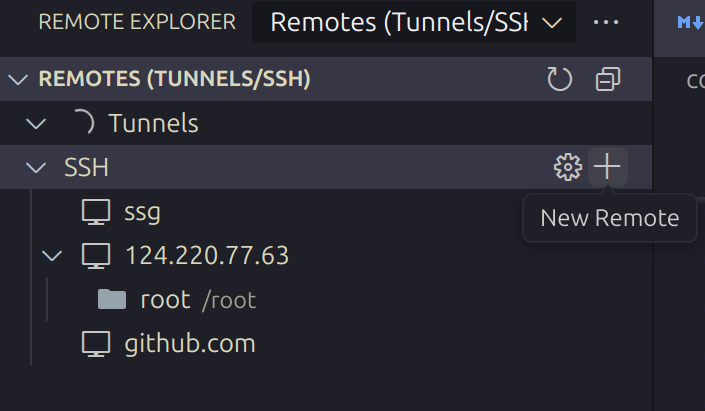 REMOTE EXPLORER Remotes (Tunnels/SSH
REMOTES (TUNNELS/SSH)
Tunnels
SSH
New Remote
ssg
124.220.77.63
root /root
github.com